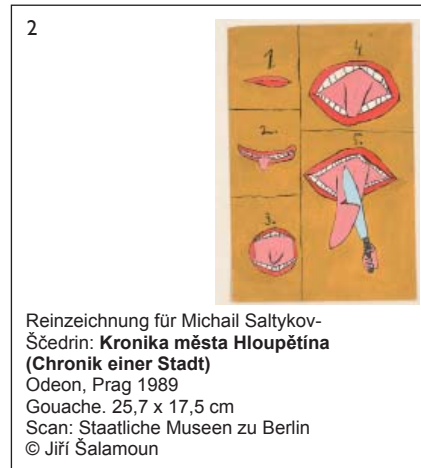 2
1
2.
3.
4.
5.
Reinzeichnung für Michail Saltykov-
Ščedrin: Kronika města Hloupětína
(Chronik einer Stadt)
Odeon, Prag 1989
Gouache. 25,7 x 17,5 cm
Scan: Staatliche Museen zu Berlin
© Jiří Šalamoun